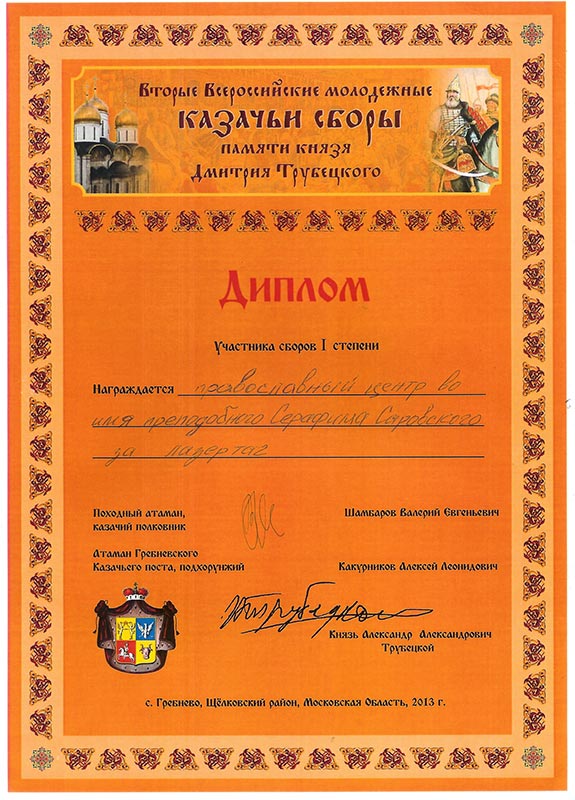 Вторые Всероссийские молодежные
казачьи сборы
памяти князя
Дмитрия Трубецкого
Диплом
Участника сборов I степени
Награждается православный центр во
имя преподобного Серафима Саровского
за лазертаг
Походный атаман,
казачий полковник
Шамбаров Валерий Евгеньевич
Атаман Гребневского
Казачьего поста, подхорунжий
Какурников Алексей Леонидович
Князь Александр Александрович
Трубецкой
с. Гребнево, Щёлковский район, Московская Область, 2013 г.